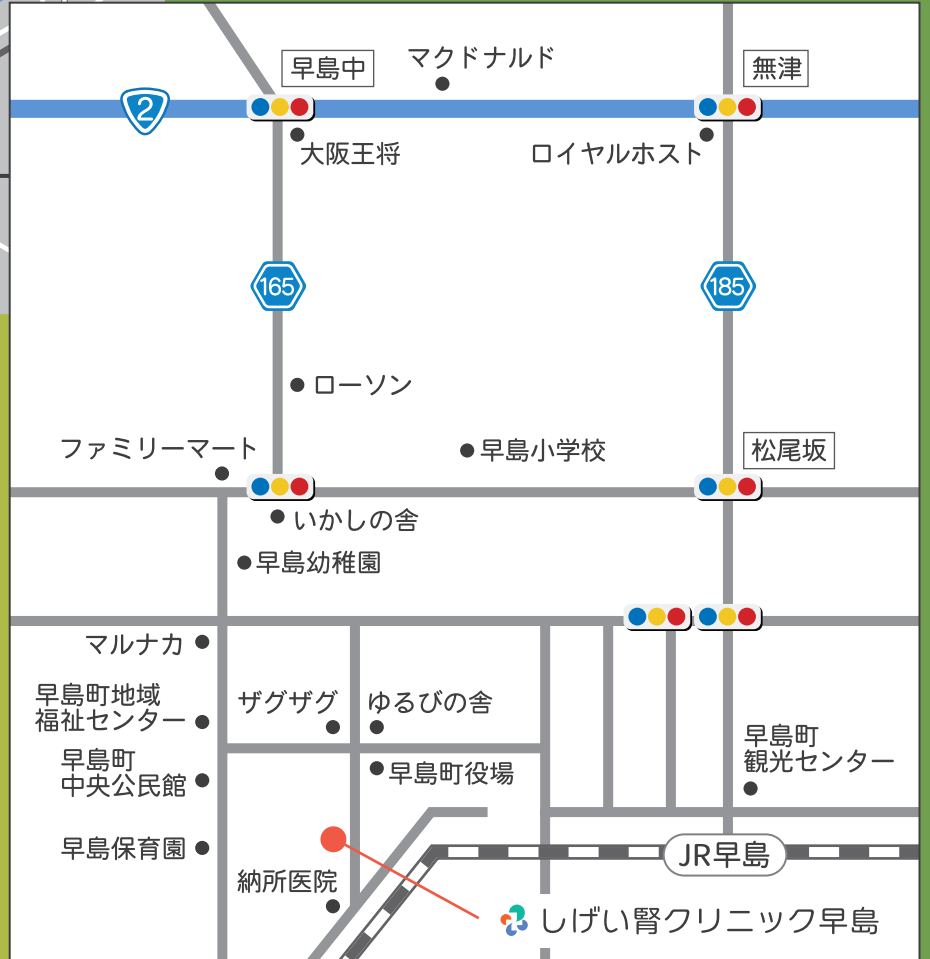 早島中
マクドナルド
無津
2
大阪王将
ロイヤルホスト
165
185
ローソン
ファミリーマート
早島小学校
松尾坂
いかしの舎
早島幼稚園
マルナカ
早島町地域
福祉センター
ザグザグ
ゆるびの舎
早島町
中央公民館
早島町役場
早島町
観光センター
早島保育園
JR早島
納所医院
しげい腎クリニック早島